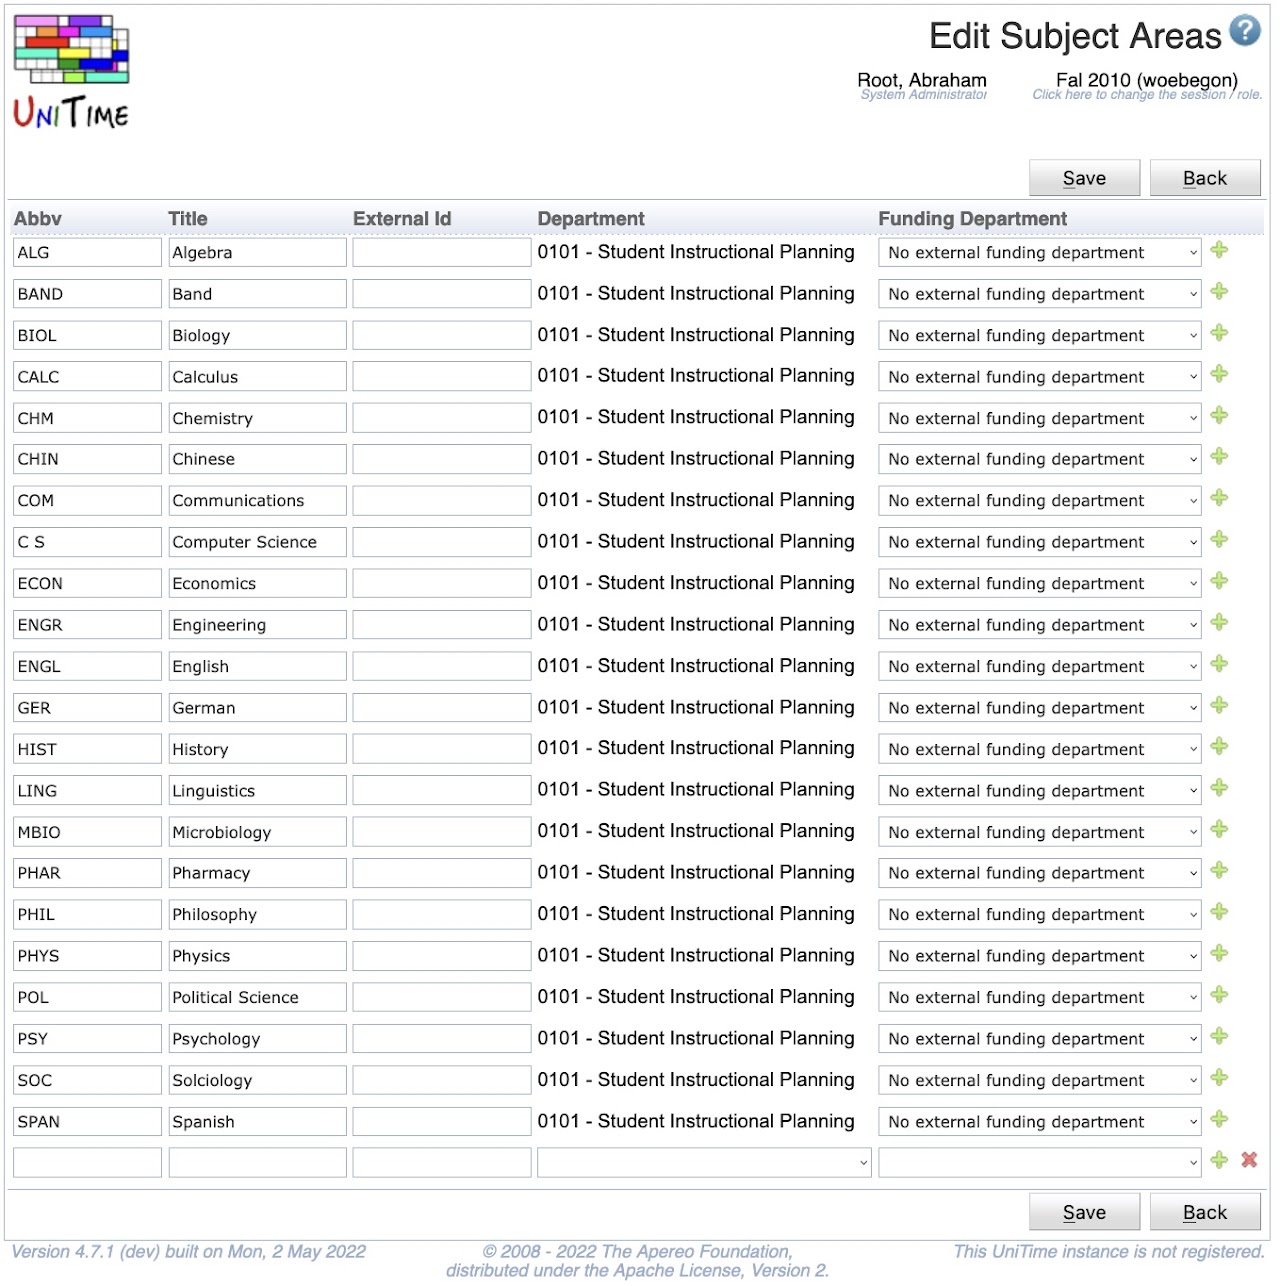 UniTime
Edit Subject Areas
Root, Abraham
System Administrator
Fal 2010 (woebegon)
Click here to change the session / role.
Save Back
Abbv Title External Id Department Funding Department
ALG Algebra 0101 - Student Instructional Planning No external funding department
BAND Band 0101 - Student Instructional Planning No external funding department
BIOL Biology 0101 - Student Instructional Planning No external funding department
CALC Calculus 0101 - Student Instructional Planning No external funding department
CHM Chemistry 0101 - Student Instructional Planning No external funding department
CHIN Chinese 0101 - Student Instructional Planning No external funding department
COM Communications 0101 - Student Instructional Planning No external funding department
C S Computer Science 0101 - Student Instructional Planning No external funding department
ECON Economics 0101 - Student Instructional Planning No external funding department
ENGR Engineering 0101 - Student Instructional Planning No external funding department
ENGL English 0101 - Student Instructional Planning No external funding department
GER German 0101 - Student Instructional Planning No external funding department
HIST History 0101 - Student Instructional Planning No external funding department
LING Linguistics 0101 - Student Instructional Planning No external funding department
MBIO Microbiology 0101 - Student Instructional Planning No external funding department
PHAR Pharmacy 0101 - Student Instructional Planning No external funding department
PHIL Philosophy 0101 - Student Instructional Planning No external funding department
PHYS Physics 0101 - Student Instructional Planning No external funding department
POL Political Science 0101 - Student Instructional Planning No external funding department
PSY Psychology 0101 - Student Instructional Planning No external funding department
SOC Solciology 0101 - Student Instructional Planning No external funding department
SPAN Spanish 0101 - Student Instructional Planning No external funding department
Save Back
Version 4.7.1 (dev) built on Mon, 2 May 2022
© 2008 - 2022 The Apereo Foundation,
distributed under the Apache License, Version 2.
This UniTime instance is not registered.